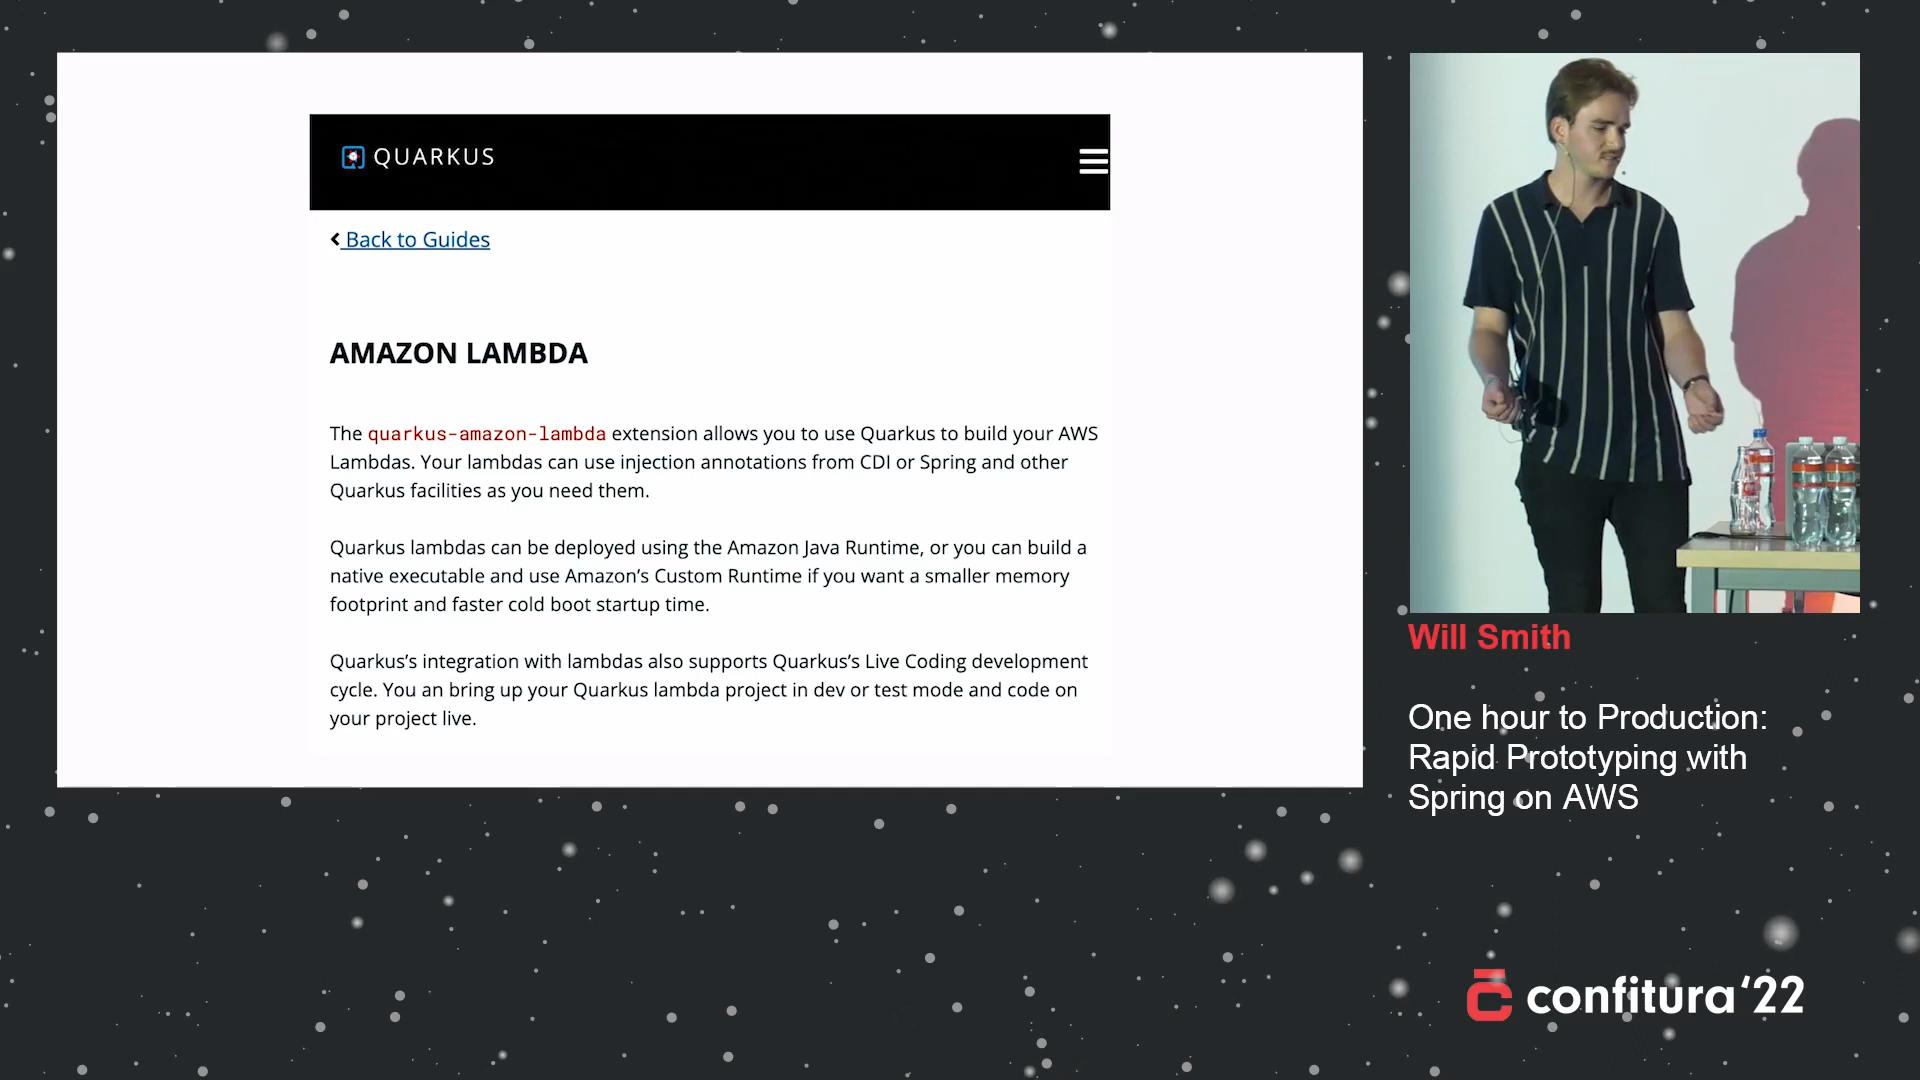 QUARKUS
Back to Guides
AMAZON LAMBDA
The quarkus-amazon-lambda extension allows you to use Quarkus to build your AWS
Lambdas. Your lambdas can use injection annotations from CDI or Spring and other
Quarkus facilities as you need them.
Quarkus lambdas can be deployed using the Amazon Java Runtime, or you can build a
native executable and use Amazon’s Custom Runtime if you want a smaller memory
footprint and faster cold boot startup time.
Quarkus’s integration with lambdas also supports Quarkus’s Live Coding development
cycle. You an bring up your Quarkus lambda project in dev or test mode and code on
your project live.
Will Smith
One hour to Production:
Rapid Prototyping with
Spring on AWS
confitura‘22